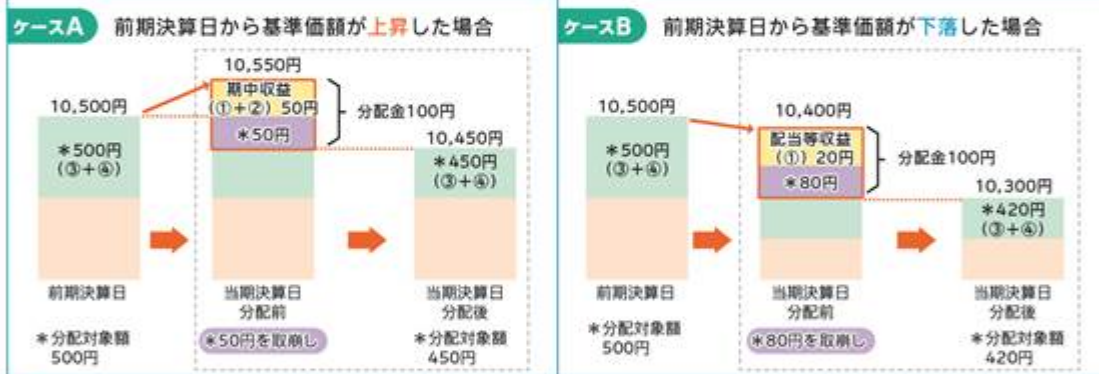 ケースA 前期決算日から基準価額が上昇した場合
10,550円
期中収益
(①+②) 50円
分配金100円
10,500円
*50円
10,450円
*500円
(③+④)
*450円
(③+④)
前期決算日
当期決算日
分配前
当期決算日
分配後
*分配対象額
500円
*50円を取崩し
*分配対象額
450円
ケースB 前期決算日から基準価額が下落した場合
10,500円
10,400円
配当等収益
(①) 20円
分配金100円
*500円
(③+④)
*80円
10,300円
*420円
(③+④)
前期決算日
当期決算日
分配前
当期決算日
分配後
*分配対象額
500円
*80円を取崩し
*分配対象額
420円